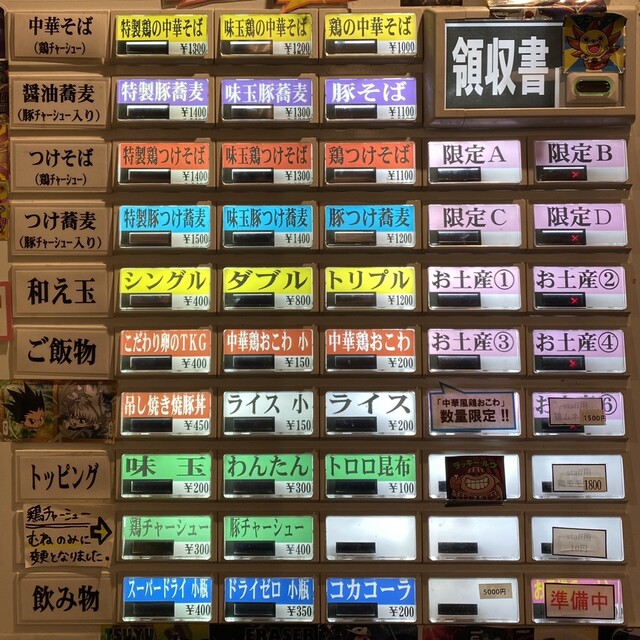 中華そば
(鶏チャーシュー)
特製鶏の中華そば
¥1300
味玉鶏の中華そば
¥1200
鶏の中華そば
¥1000
領収書
醤油蕎麦
(豚チャーシュー入り)
特製豚蕎麦
¥1400
味玉豚蕎麦
¥1300
豚そば
¥1100
つけそば
(鶏チャーシュー)
特製鶏つけそば
¥1400
味玉鶏つけそば
¥1300
鶏つけそば
¥1100
限定A
限定B
つけ蕎麦
(豚チャーシュー入り)
特製豚つけ蕎麦
¥1500
味玉豚つけ蕎麦
¥1400
豚つけ蕎麦
¥1200
限定C
限定D
和え玉
シングル
¥400
ダブル
¥800
トリプル
¥1200
お土産①
お土産②
ご飯物
こだわり卵のTKG
¥400
中華鶏おこわ 小
¥150
中華鶏おこわ
¥200
お土産③
お土産④
吊し焼き焼豚丼
¥450
ライス 小
¥150
ライス
¥200
「中華風鶏おこわ」
数量限定!!
⑥
1500円
トッピング
味 玉
¥200
わんたん
¥300
トロロ昆布
¥100
1800
鶏チャーシュー
むねのみに
変更となりました。
鶏チャーシュー
¥300
豚チャーシュー
¥400
飲み物
スーパードライ 小瓶
¥400
ドライゼロ 小瓶
¥350
コカコーラ
¥200
5000円
準備中